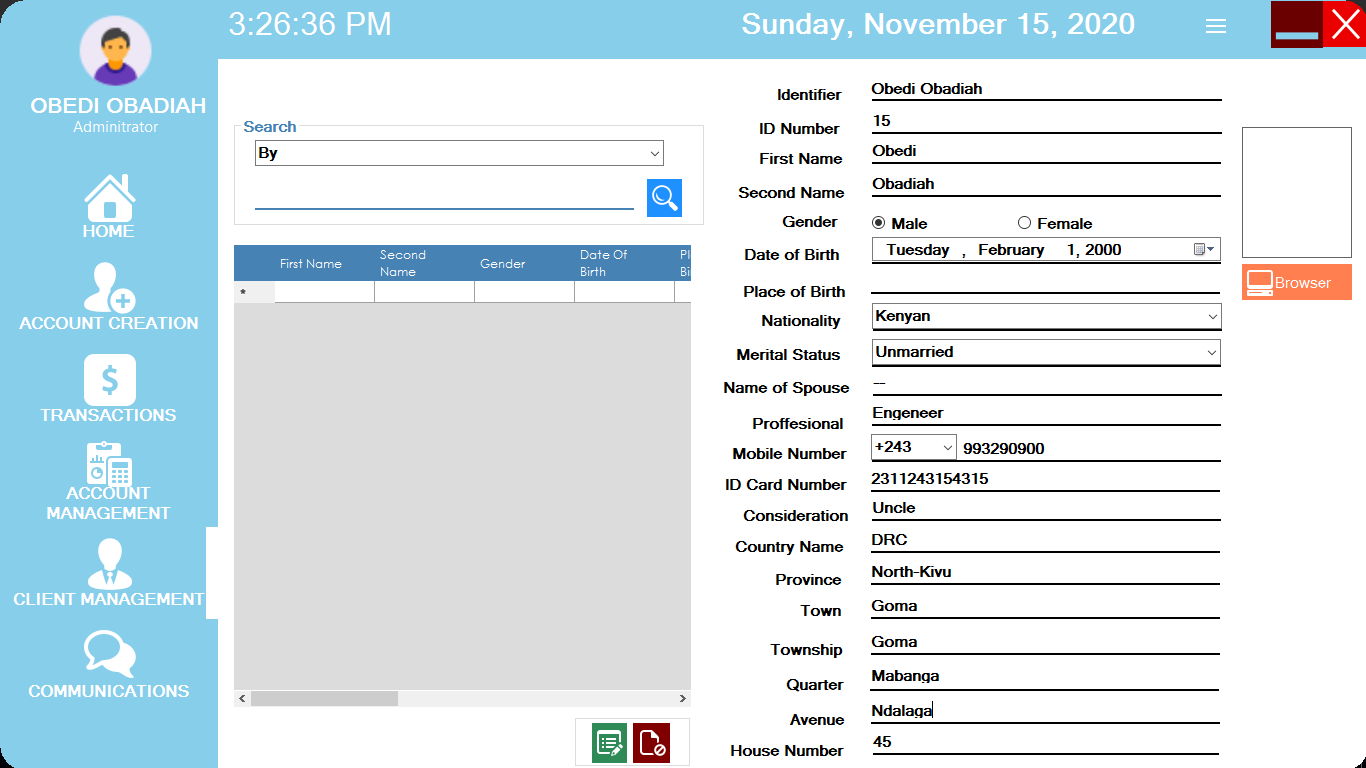 3:26:36 PM
Sunday, November 15, 2020
OBEDI OBADIAH
Adminitrator
HOME
ACCOUNT CREATION
$
TRANSACTIONS
ACCOUNT
MANAGEMENT
CLIENT MANAGEMENT
COMMUNICATIONS
Search
By
First Name
Second
Name
Gender
Date Of
Birth
Pl
Bi
*
Identifier Obedi Obadiah
ID Number 15
First Name Obedi
Second Name Obadiah
Gender Male Female
Date of Birth Tuesday , February 1, 2000
Place of Birth
Nationality Kenyan
Merital Status Unmarried
Name of Spouse --
Proffesional Engeneer
Mobile Number +243 993290900
ID Card Number 2311243154315
Consideration Uncle
Country Name DRC
Province North-Kivu
Town Goma
Township Goma
Quarter Mabanga
Avenue Ndalaga
House Number 45
Browser